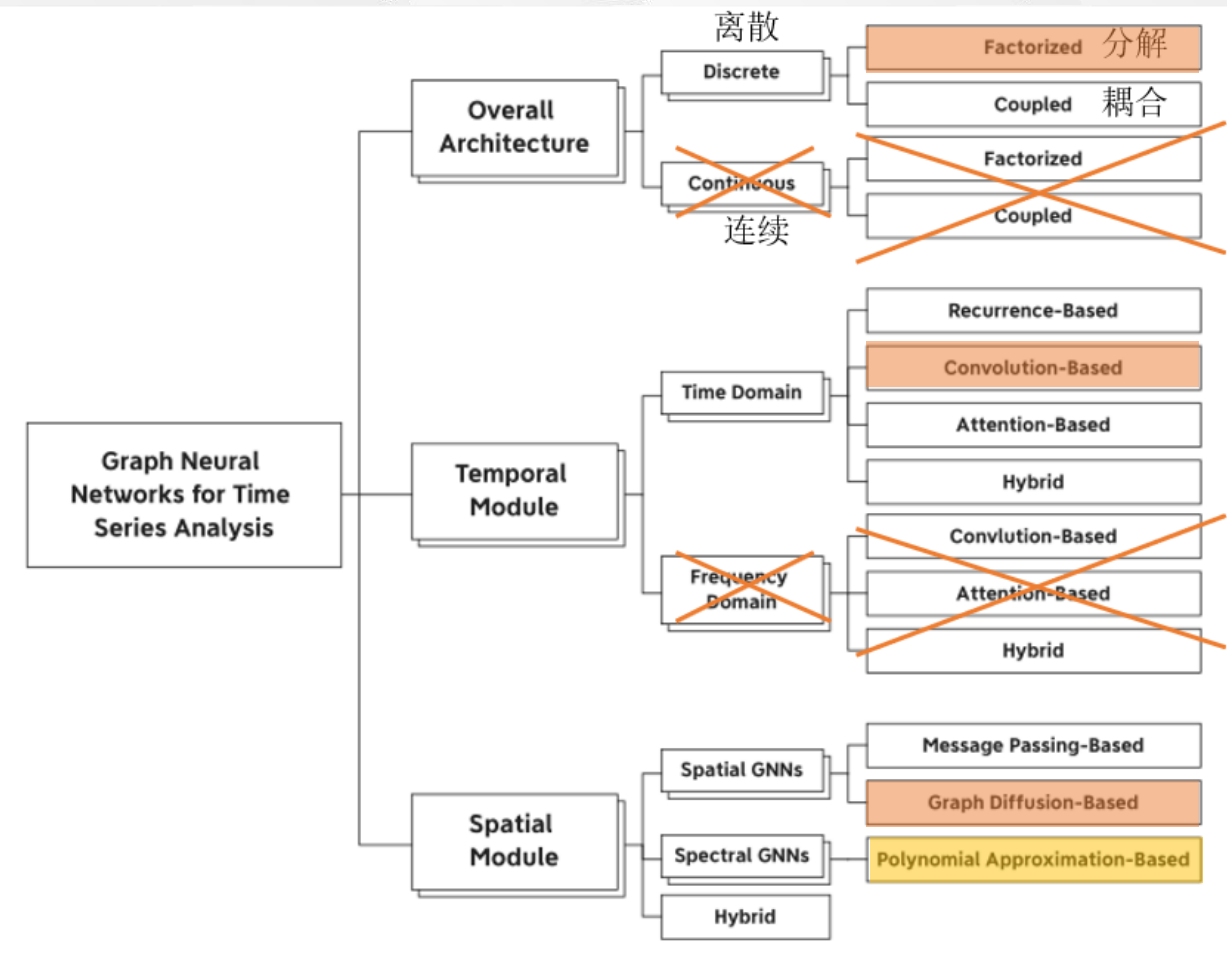 离散
Factorized 分解
Discrete
Coupled 耦合
Overall
Architecture
Factorized
Continuous
Coupled
连续
Recurrence-Based
Convolution-Based
Time Domain
Attention-Based
Hybrid
Graph Neural
Networks for Time
Series Analysis
Temporal
Module
Convlution-Based
Frequency
Domain
Attention-Based
Hybrid
Message Passing-Based
Spatial GNNs
Graph Diffusion-Based
Spatial
Module
Spectral GNNs
Polynomial Approximation-Based
Hybrid